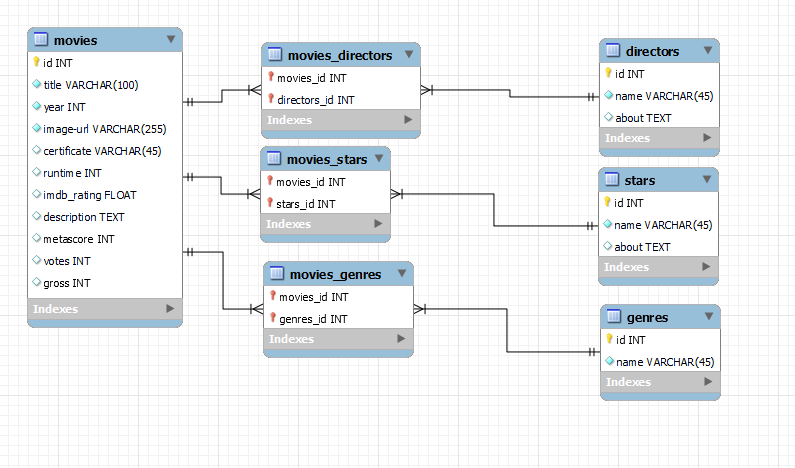 movies
id INT
title VARCHAR(100)
year INT
image-url VARCHAR(255)
certificate VARCHAR(45)
runtime INT
imdb_rating FLOAT
description TEXT
metascore INT
votes INT
gross INT
Indexes
movies_directors
movies_id INT
directors_id INT
Indexes
movies_stars
movies_id INT
stars_id INT
Indexes
movies_genres
movies_id INT
genres_id INT
Indexes
directors
id INT
name VARCHAR(45)
about TEXT
Indexes
stars
id INT
name VARCHAR(45)
about TEXT
Indexes
genres
id INT
name VARCHAR(45)
Indexes